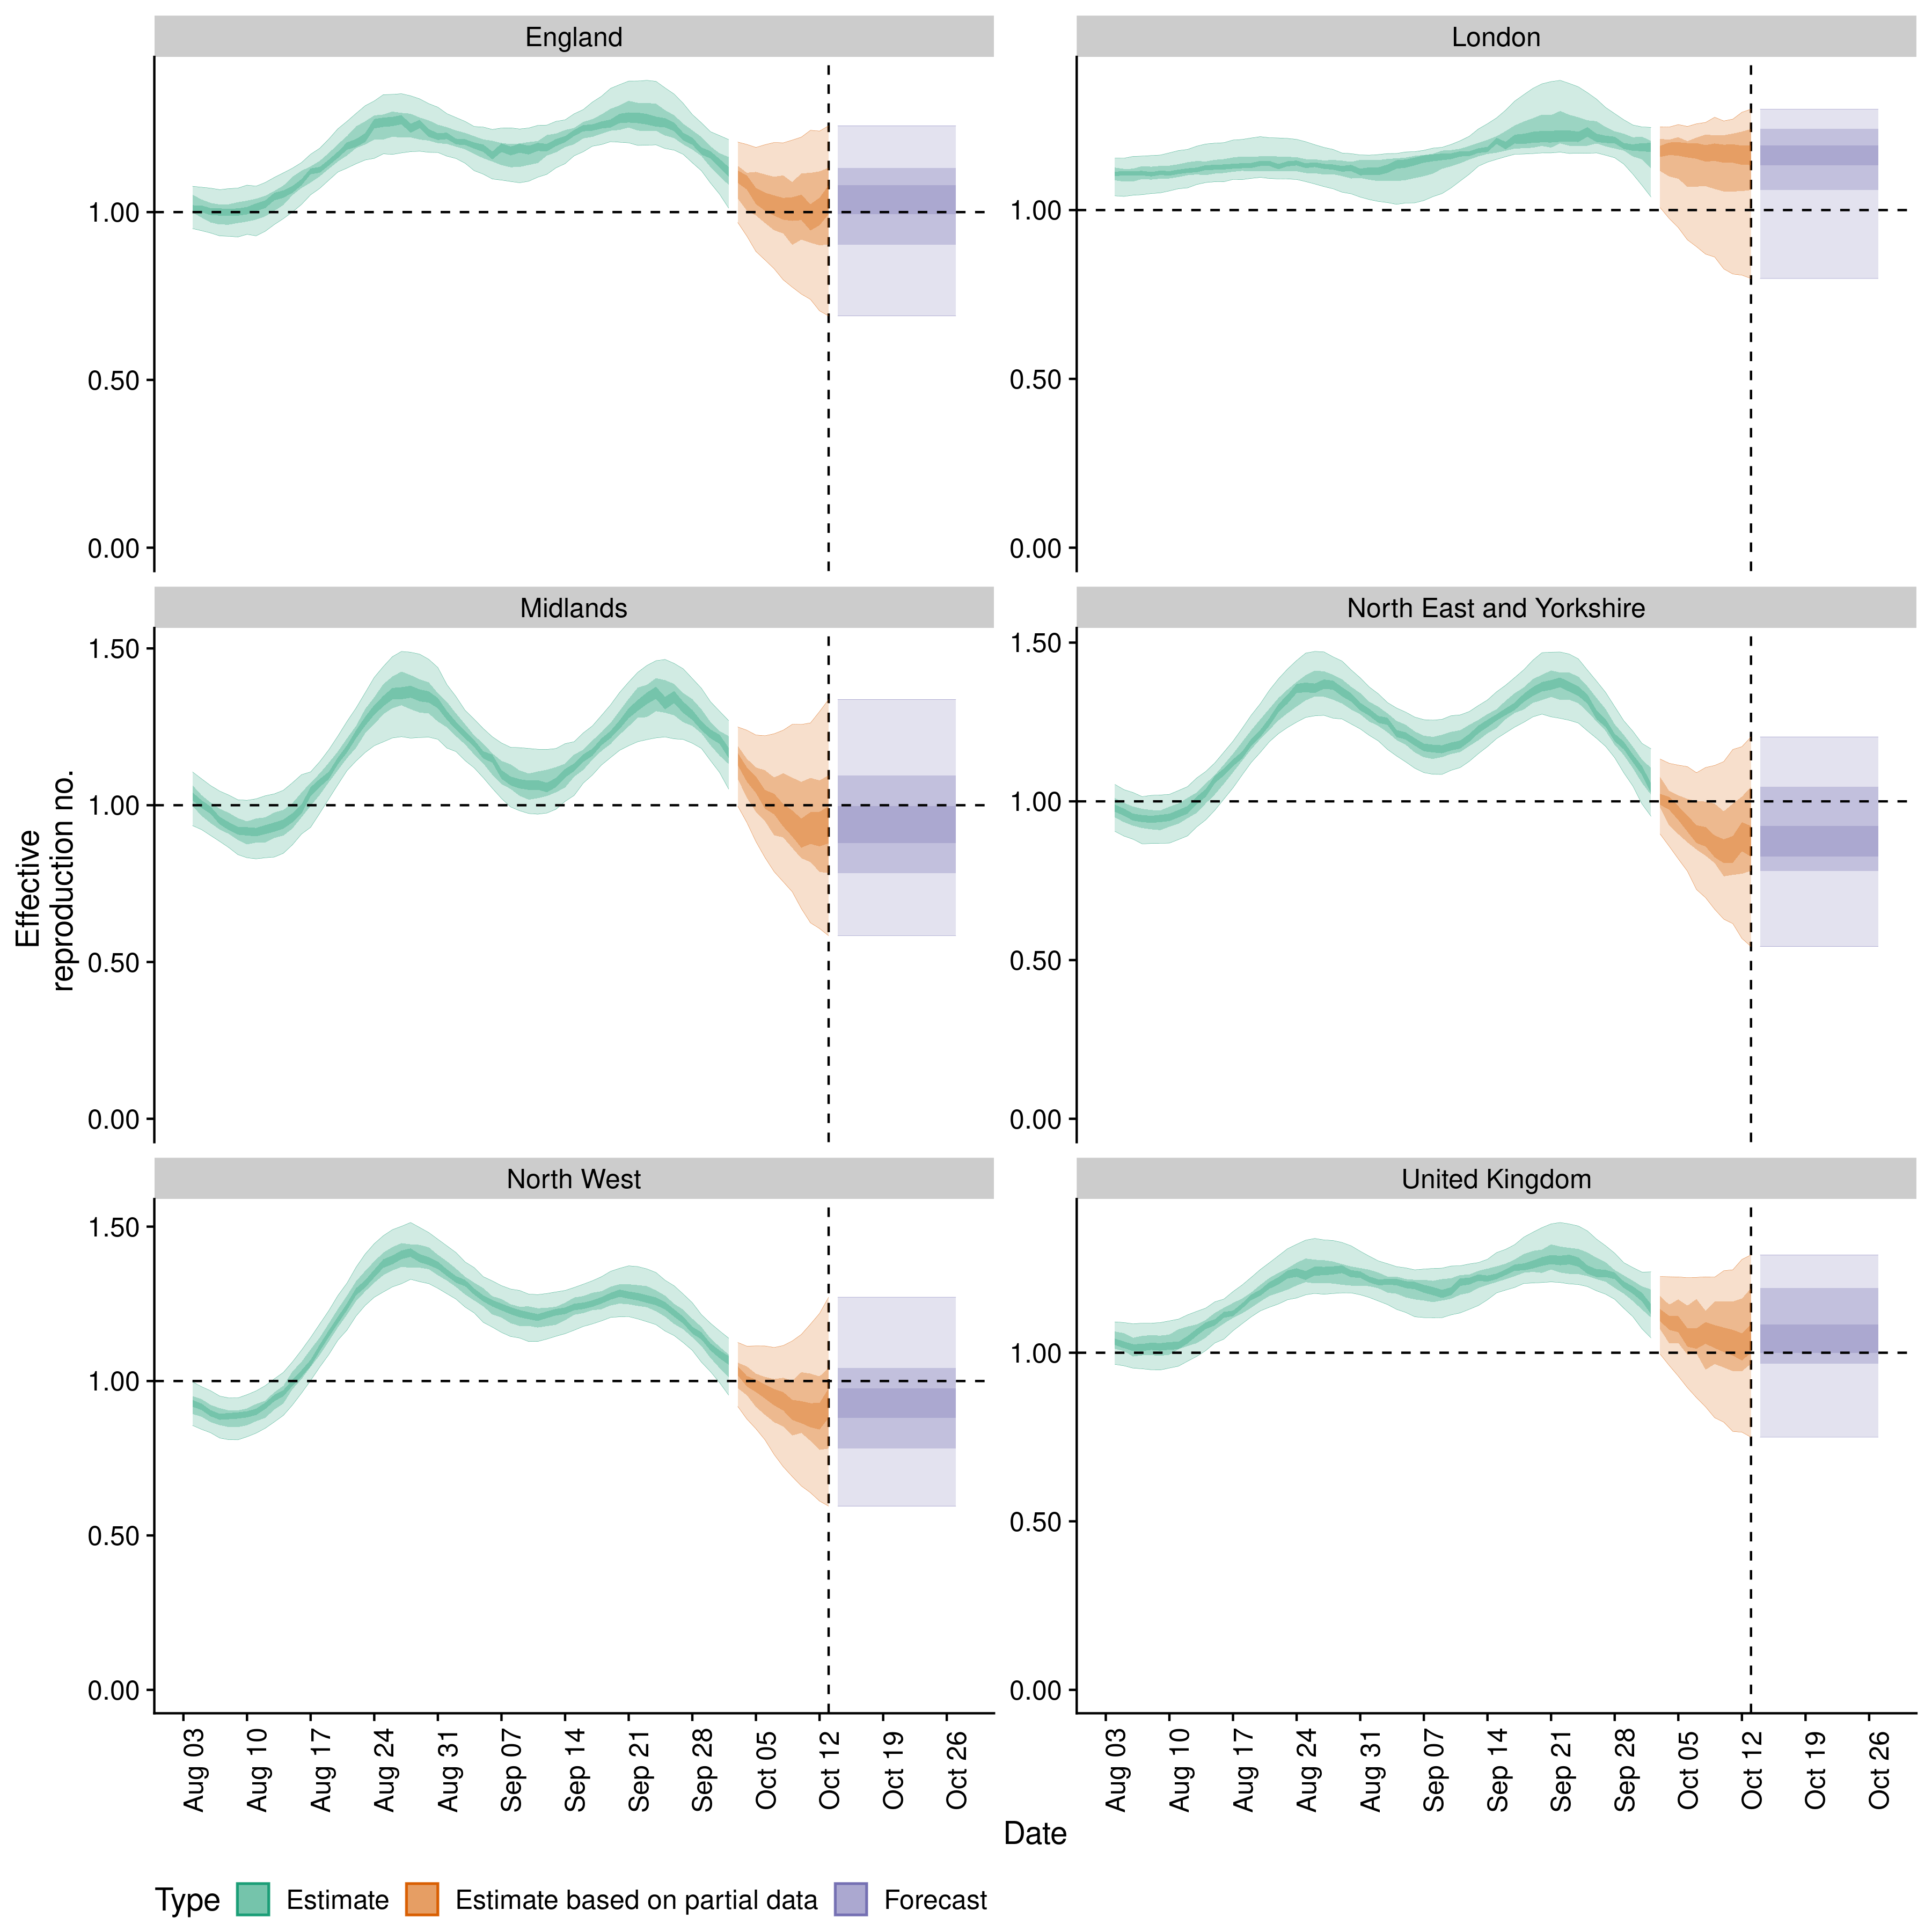 England
London
1.00
0.50
0.00
1.00
0.50
0.00
Midlands
North East and Yorkshire
1.50
1.00
0.50
0.00
1.50
1.00
0.50
0.00
North West
United Kingdom
1.50
1.00
0.50
0.00
1.00
0.50
0.00
Effective
reproduction no.
Aug 03
Aug 10
Aug 17
Aug 24
Aug 31
Sep 07
Sep 14
Sep 21
Sep 28
Oct 05
Oct 12
Oct 19
Oct 26
Aug 03
Aug 10
Aug 17
Aug 24
Aug 31
Sep 07
Sep 14
Sep 21
Sep 28
Oct 05
Oct 12
Oct 19
Oct 26
Date
Type Estimate Estimate based on partial data Forecast